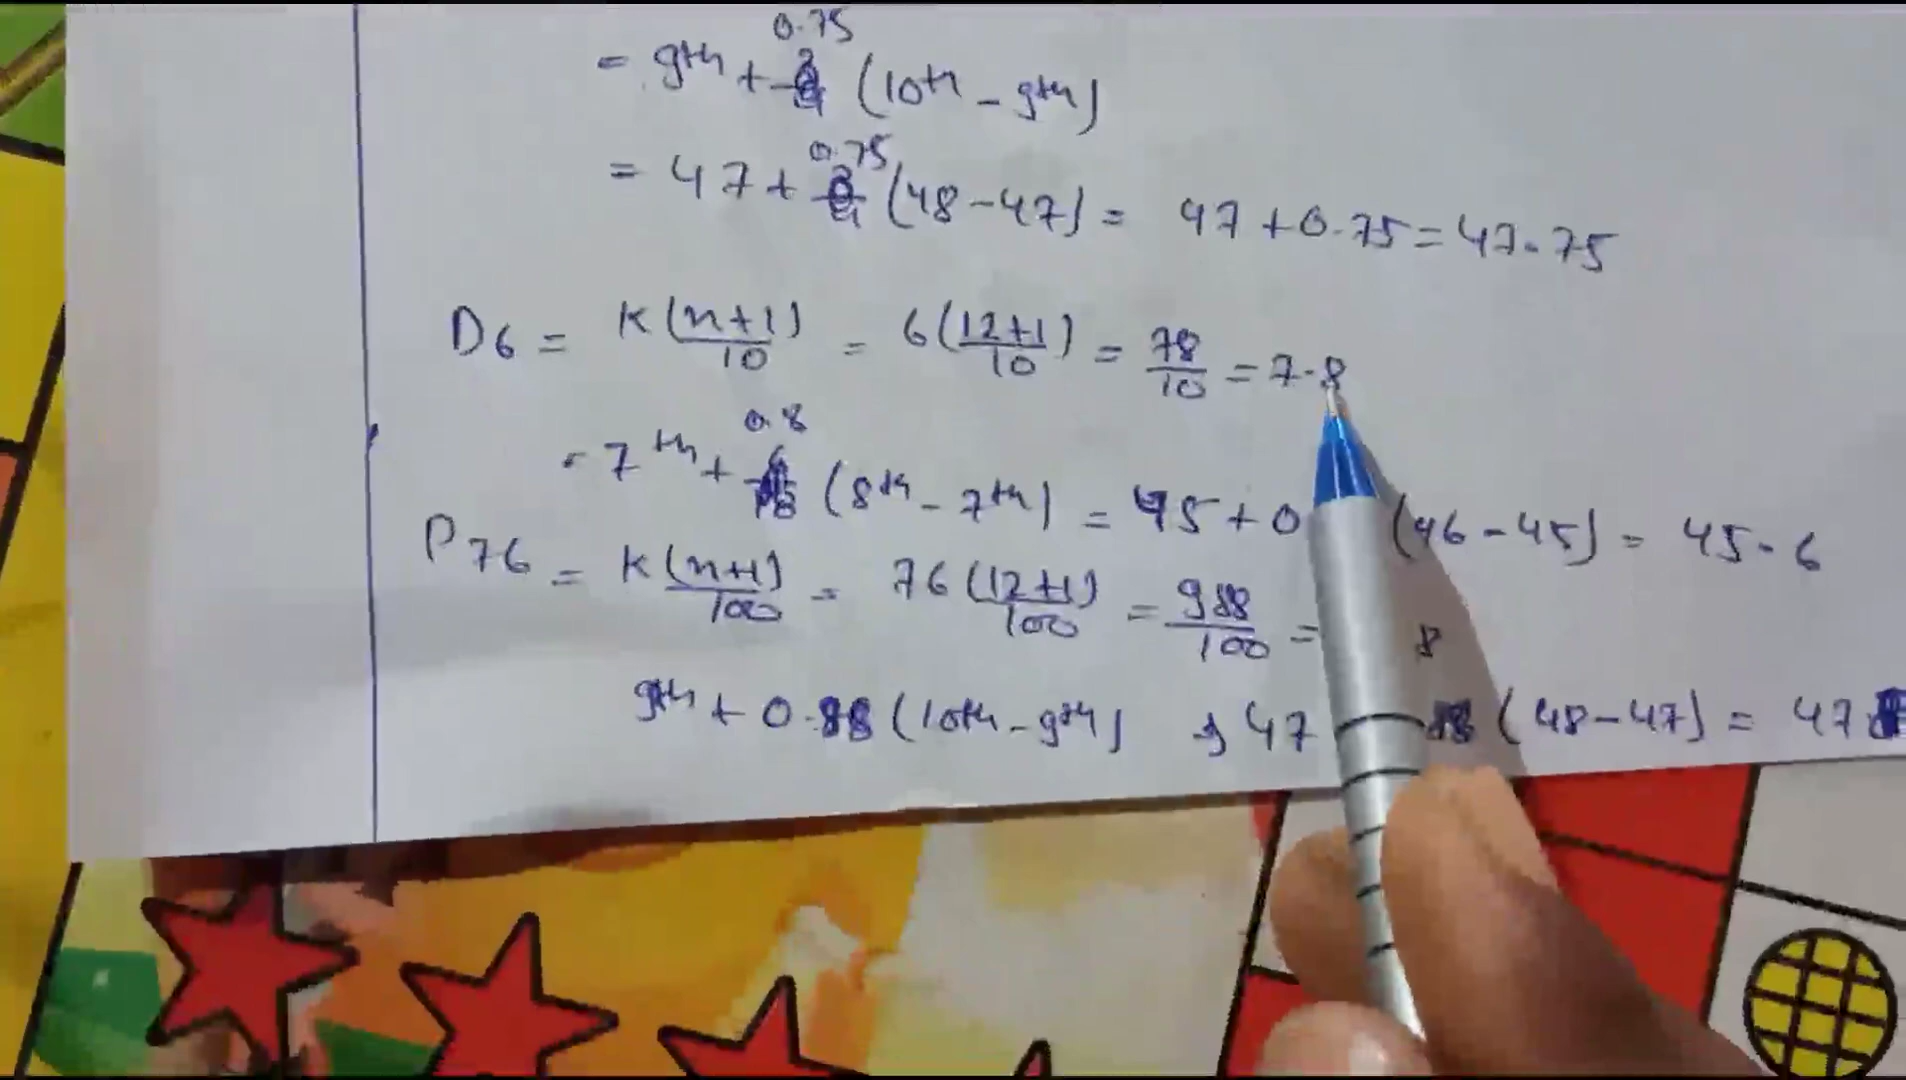 0.75
= 9th + (10th - 9th)
0.75
= 47 + (48-47) = 47 + 0.75 = 47.75
D6 = K(n+1)/10 = 6(12+1)/10 = 78/10 = 7.8
0.8
= 7th + (8th - 7th) = 45 + 0 (46-45) = 45.6
P76 = K(n+1)/100 = 76(12+1)/100 = 988/100 = 8
9th + 0.88 (10th - 9th) 47 (48-47) = 47